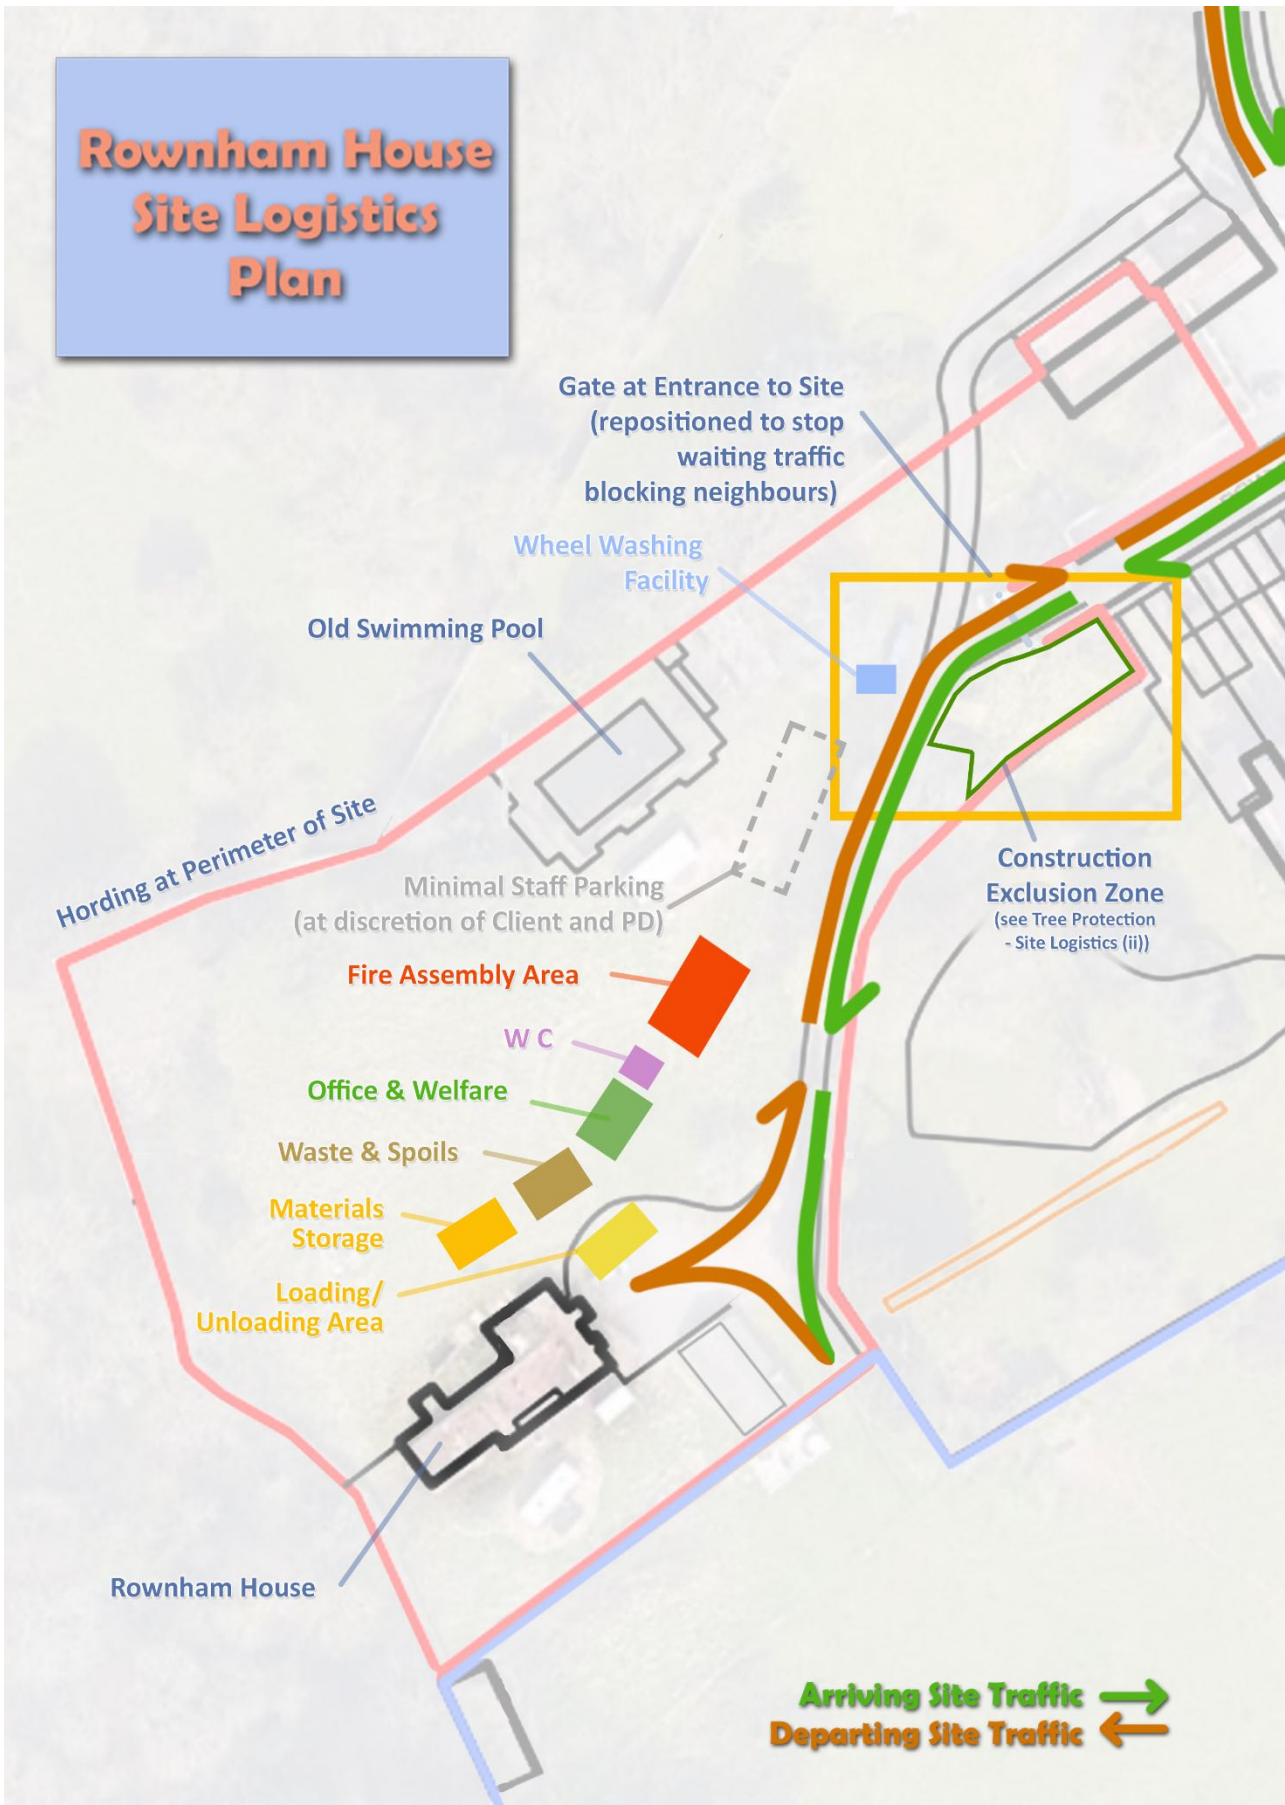 Rownham House
Site Logistics
Plan
Gate at Entrance to Site
(repositioned to stop
waiting traffic
blocking neighbours)
Wheel Washing
Facility
Old Swimming Pool
Hording at Perimeter of Site
Minimal Staff Parking
(at discretion of Client and PD)
Construction
Exclusion Zone
(see Tree Protection
- Site Logistics (ii))
Fire Assembly Area
W C
Office & Welfare
Waste & Spoils
Materials
Storage
Loading/
Unloading Area
Rownham House
Arriving Site Traffic
Departing Site Traffic